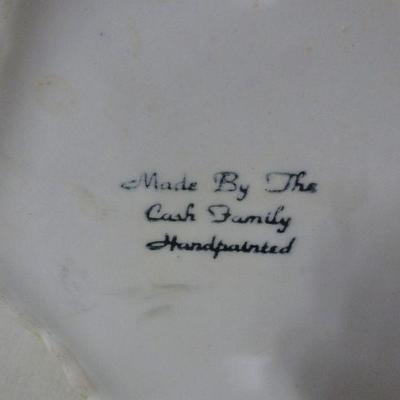 Made By The
Cash Family
Handpainted